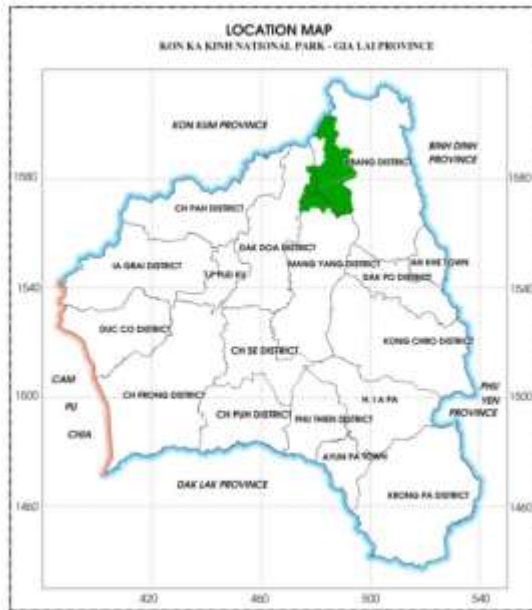 LOCATION MAP
KON KA KINH NATIONAL PARK - GIA LAI PROVINCE
KON KUM PROVINCE
BINH DINH
PROVINCE
KBANG DISTRICT
1580
1580
CH PAH DISTRICT
DAK DOA DISTRICT
IA GRAI DISTRICT
MANG YANG DISTRICT
AN KHE TOWN
DAK PO DISTRICT
1540
1540
DUC CO DISTRICT
KONG CHRO DISTRICT
CH SE DISTRICT
CAM
PU
CHIA
CH PRONG DISTRICT
H. I A PA
PHU
YEN
PROVINCE
1500
1500
CH PUH DISTRICT
PHU THIEN DISTRICT
AYUN PA TOWN
DAK LAK PROVINCE
KRONG PA DISTRICT
1460
1460
420
460
500
540